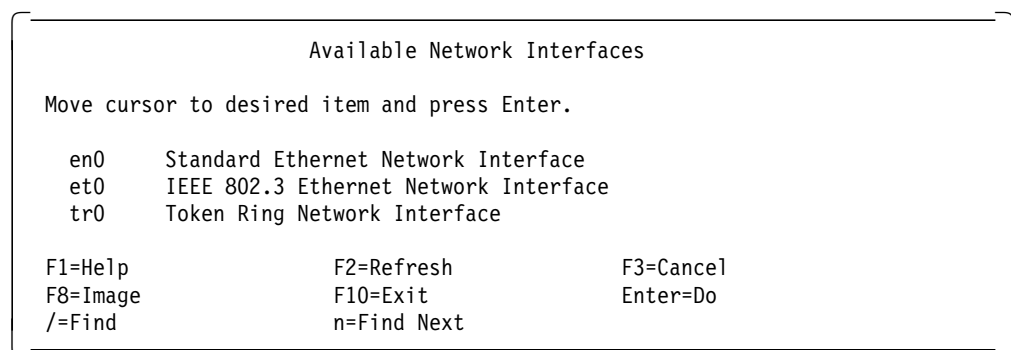 Available Network Interfaces
Move cursor to desired item and press Enter.
en0 Standard Ethernet Network Interface
et0 IEEE 802.3 Ethernet Network Interface
tr0 Token Ring Network Interface
F1=Help F2=Refresh F3=Cancel
F8=Image F10=Exit Enter=Do
/=Find n=Find Next